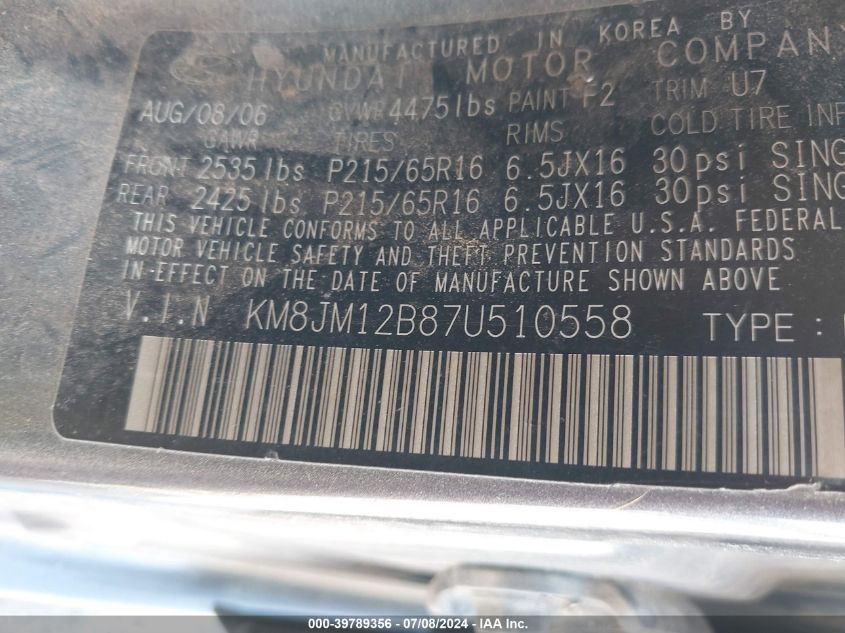 MANUFACTURED IN KOREA BY
HYUNDAI MOTOR COMPANY
AUG/08/06 GVWR 4475lbs PAINT F2 TRIM U7
GAWR TIRES RIMS COLD TIRE INF
FRONT 2535lbs P215/65R16 6.5JX16 30psi SING
REAR 2425lbs P215/65R16 6.5JX16 30psi SING
THIS VEHICLE CONFORMS TO ALL APPLICABLE U.S.A. FEDERAL
MOTOR VEHICLE SAFETY AND THEFT PREVENTION STANDARDS
IN-EFFECT ON THE DATE OF MANUFACTURE SHOWN ABOVE
V.I.N KM8JM12B87U510558 TYPE :
000-39789356 / 07/08/2024 - IAA Inc.